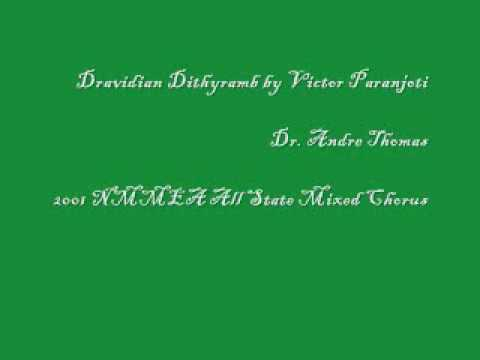 Dravidian Dithyramb by Victor Paranjoti
Dr. Andre Thomas
2001 NMMEA All State Mixed Chorus